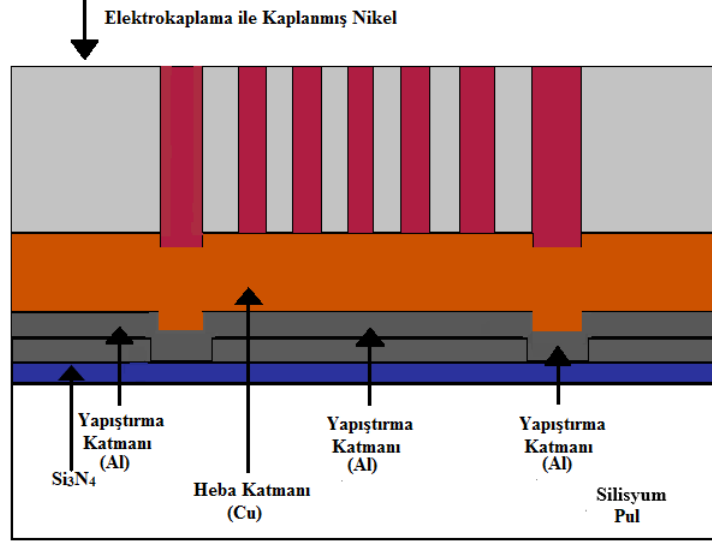 Elektrokaplama ile Kaplanmış Nikel
Yapıştırma
Katmanı
(Al)
Yapıştırma
Katmanı
(Al)
Yapıştırma
Katmanı
(Al)
Si₃N₄
Heba Katmanı
(Cu)
Silisyum
Pul